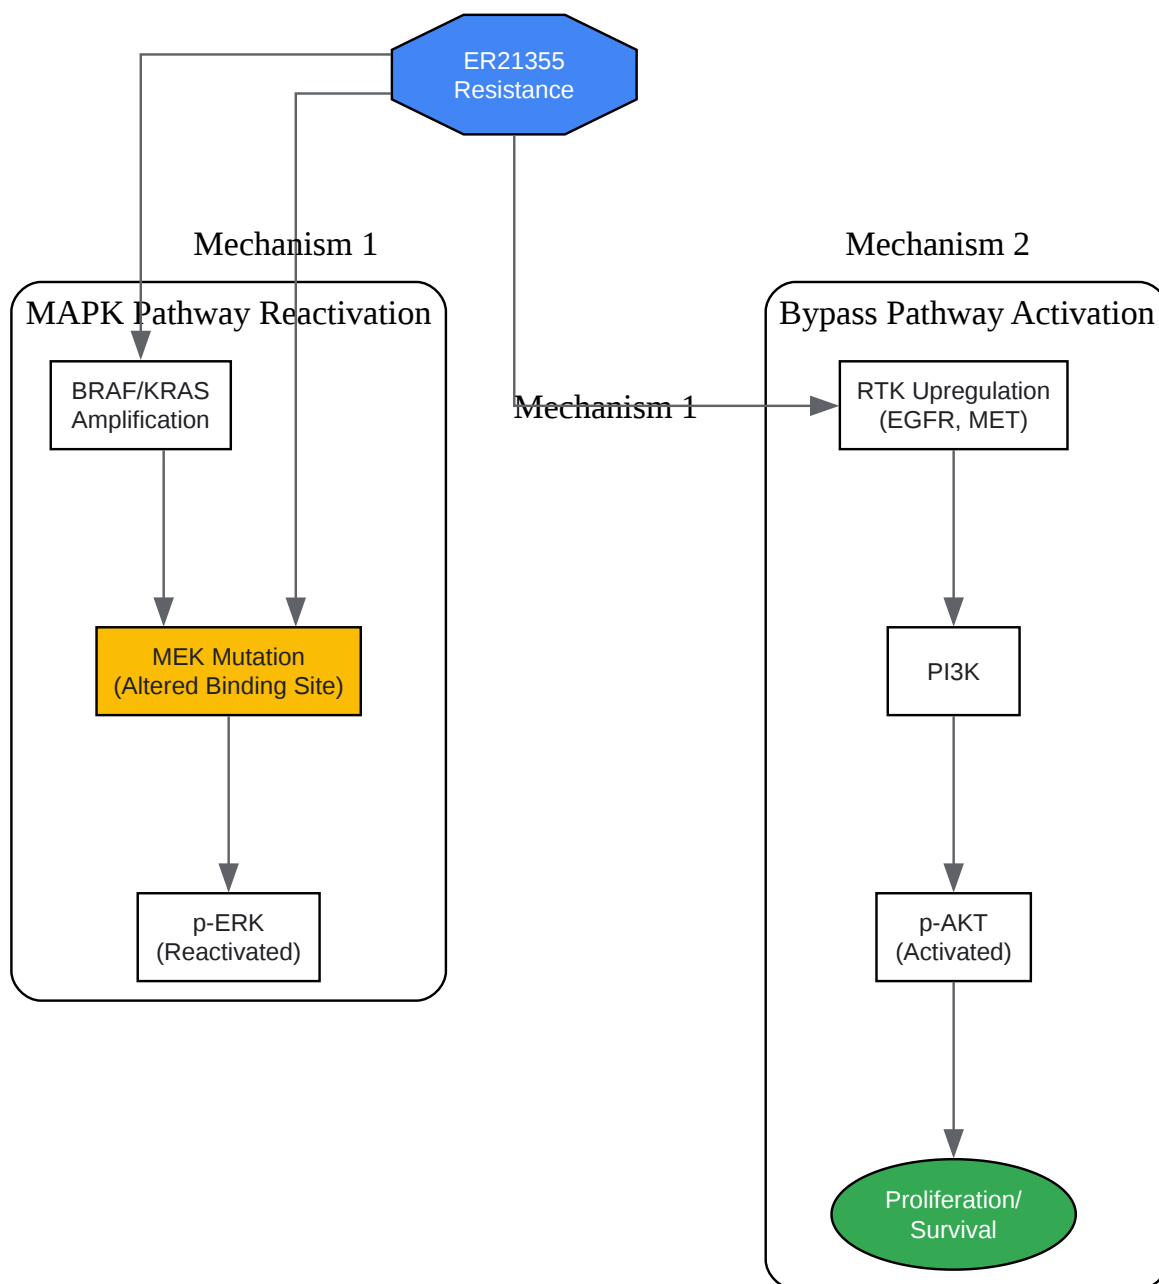 ER21355
Resistance
Mechanism 1
Mechanism 2
MAPK Pathway Reactivation
Bypass Pathway Activation
BRAF/KRAS
Amplification
Mechanism 1
RTK Upregulation
(EGFR, MET)
MEK Mutation
(Altered Binding Site)
PI3K
p-ERK
(Reactivated)
p-AKT
(Activated)
Proliferation/
Survival